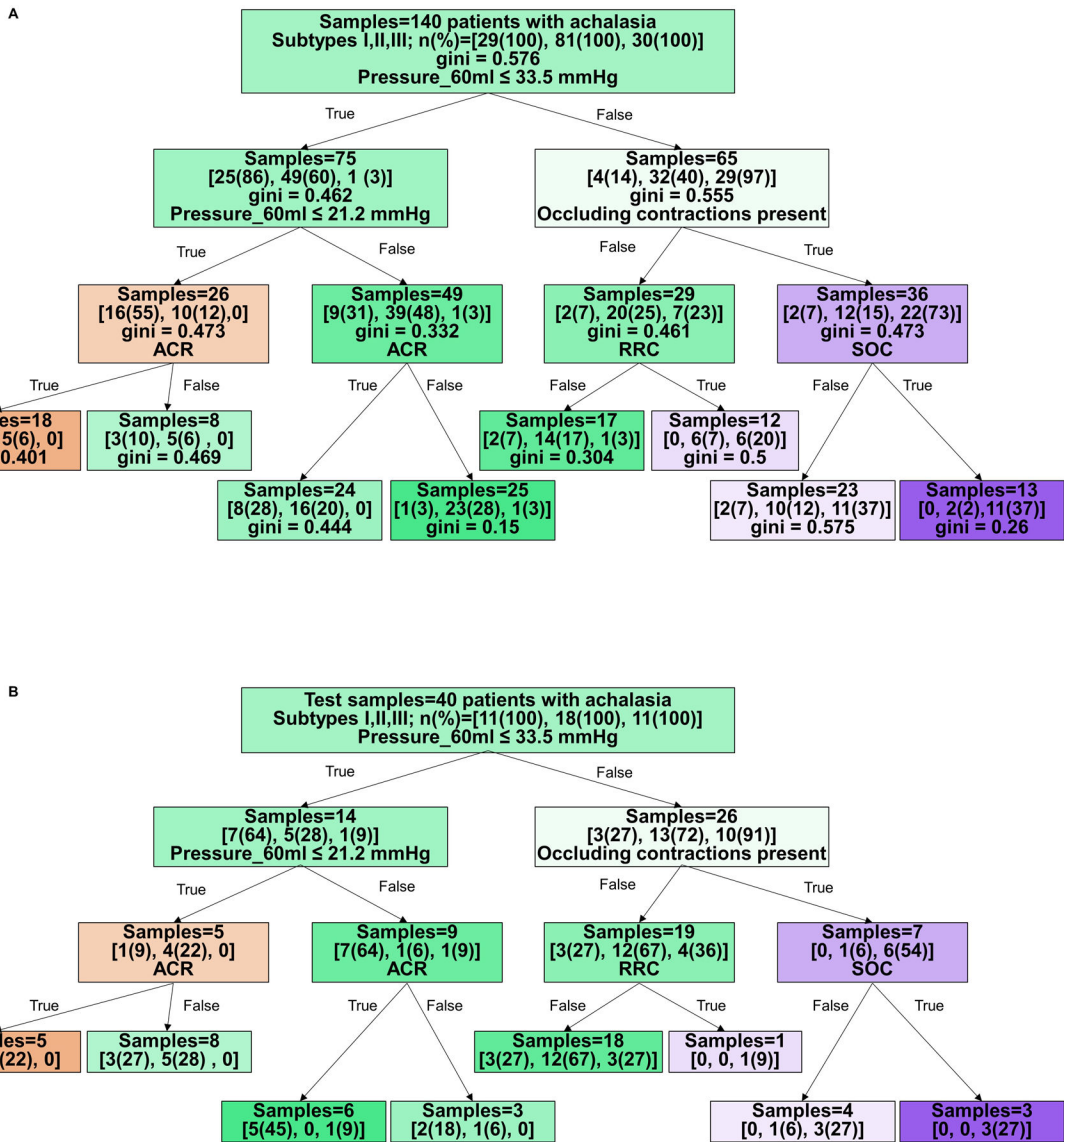 A
Samples=140 patients with achalasia
Subtypes I,II,III; n(%)=[29(100), 81(100), 30(100)]
gini = 0.576
Pressure_60ml ≤ 33.5 mmHg
True
False
Samples=75
[25(86), 49(60), 1 (3)]
gini = 0.462
Pressure_60ml ≤ 21.2 mmHg
Samples=65
[4(14), 32(40), 29(97)]
gini = 0.555
Occluding contractions present
True
False
False
True
Samples=26
[16(55), 10(12),0]
gini = 0.473
ACR
Samples=49
[9(31), 39(48), 1(3)]
gini = 0.332
ACR
Samples=29
[2(7), 20(25), 7(23)]
gini = 0.461
RRC
Samples=36
[2(7), 12(15), 22(73)]
gini = 0.473
SOC
True
False
True
False
False
True
False
True
les=18
5(6), 0]
0.401
Samples=8
[3(10), 5(6) , 0]
gini = 0.469
Samples=24
[8(28), 16(20), 0]
gini = 0.444
Samples=25
[1(3), 23(28), 1(3)]
gini = 0.15
Samples=17
[2(7), 14(17), 1(3)]
gini = 0.304
Samples=12
[0, 6(7), 6(20)]
gini = 0.5
Samples=23
[2(7), 10(12), 11(37)]
gini = 0.575
Samples=13
[0, 2(2),11(37)]
gini = 0.26
B
Test samples=40 patients with achalasia
Subtypes I,II,III; n(%)=[11(100), 18(100), 11(100)]
Pressure_60ml ≤ 33.5 mmHg
True
False
Samples=14
[7(64), 5(28), 1(9)]
Pressure_60ml ≤ 21.2 mmHg
Samples=26
[3(27), 13(72), 10(91)]
Occluding contractions present
True
False
False
True
Samples=5
[1(9), 4(22), 0]
ACR
Samples=9
[7(64), 1(6), 1(9)]
ACR
Samples=19
[3(27), 12(67), 4(36)]
RRC
Samples=7
[0, 1(6), 6(54)]
SOC
True
False
True
False
False
True
False
True
les=5
(22), 0]
Samples=8
[3(27), 5(28) , 0]
Samples=6
[5(45), 0, 1(9)]
Samples=3
[2(18), 1(6), 0]
Samples=18
[3(27), 12(67), 3(27)]
Samples=1
[0, 0, 1(9)]
Samples=4
[0, 1(6), 3(27)]
Samples=3
[0, 0, 3(27)]